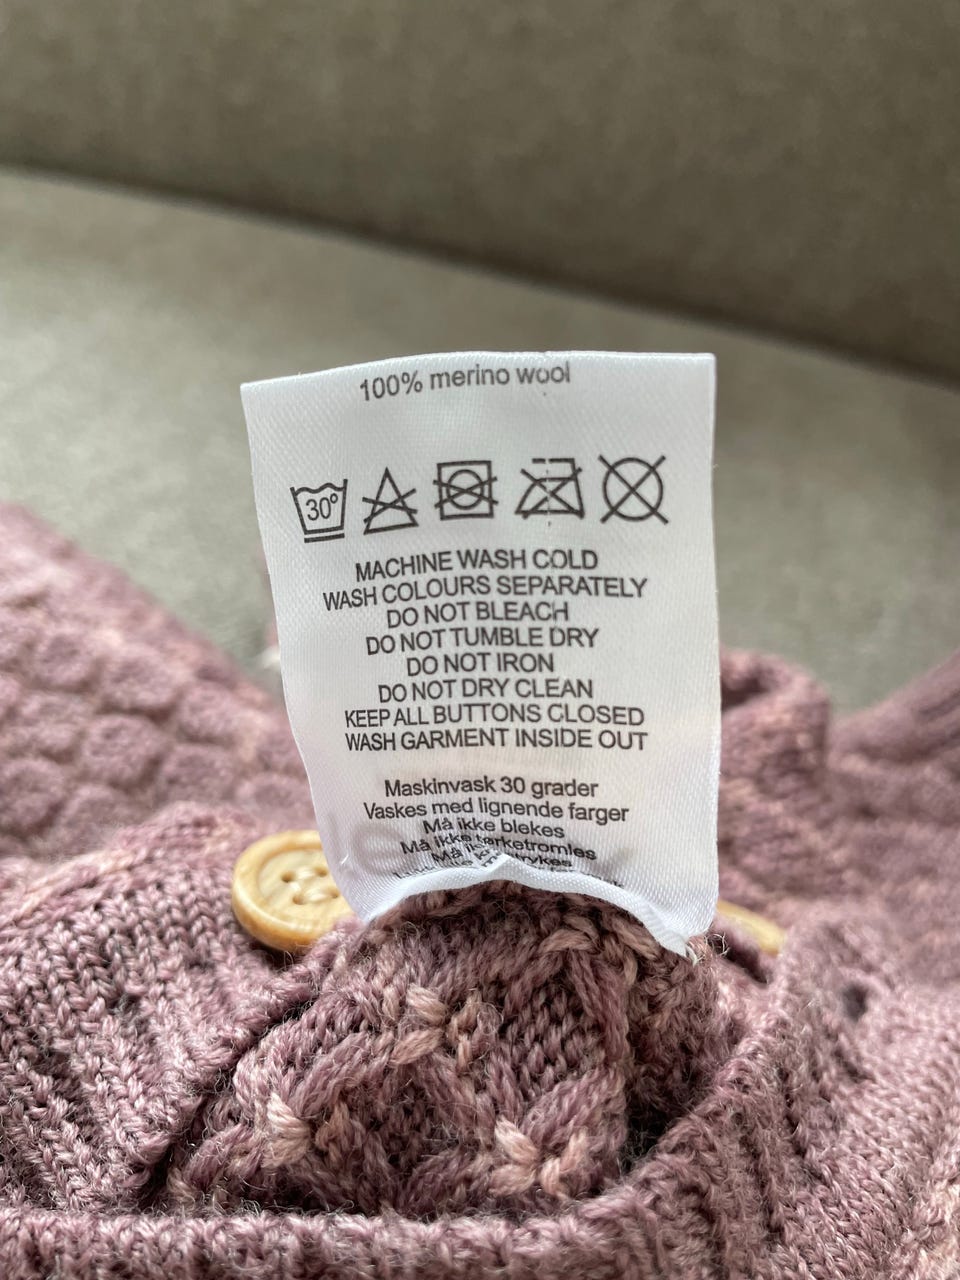 100% merino wool
30°
MACHINE WASH COLD
WASH COLOURS SEPARATELY
DO NOT BLEACH
DO NOT TUMBLE DRY
DO NOT IRON
DO NOT DRY CLEAN
KEEP ALL BUTTONS CLOSED
WASH GARMENT INSIDE OUT
Maskinvask 30 grader
Vaskes med lignende farger
Må ikke blekes
Må ikke tørketromles
Må